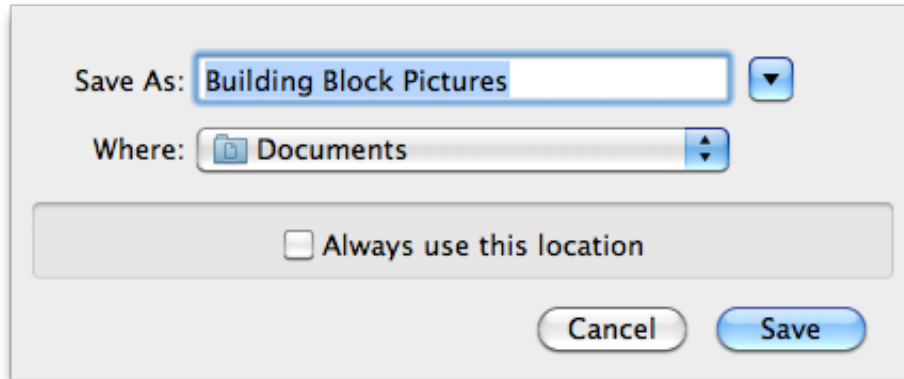 Save As: Building Block Pictures
Where: Documents
Always use this location
Cancel Save